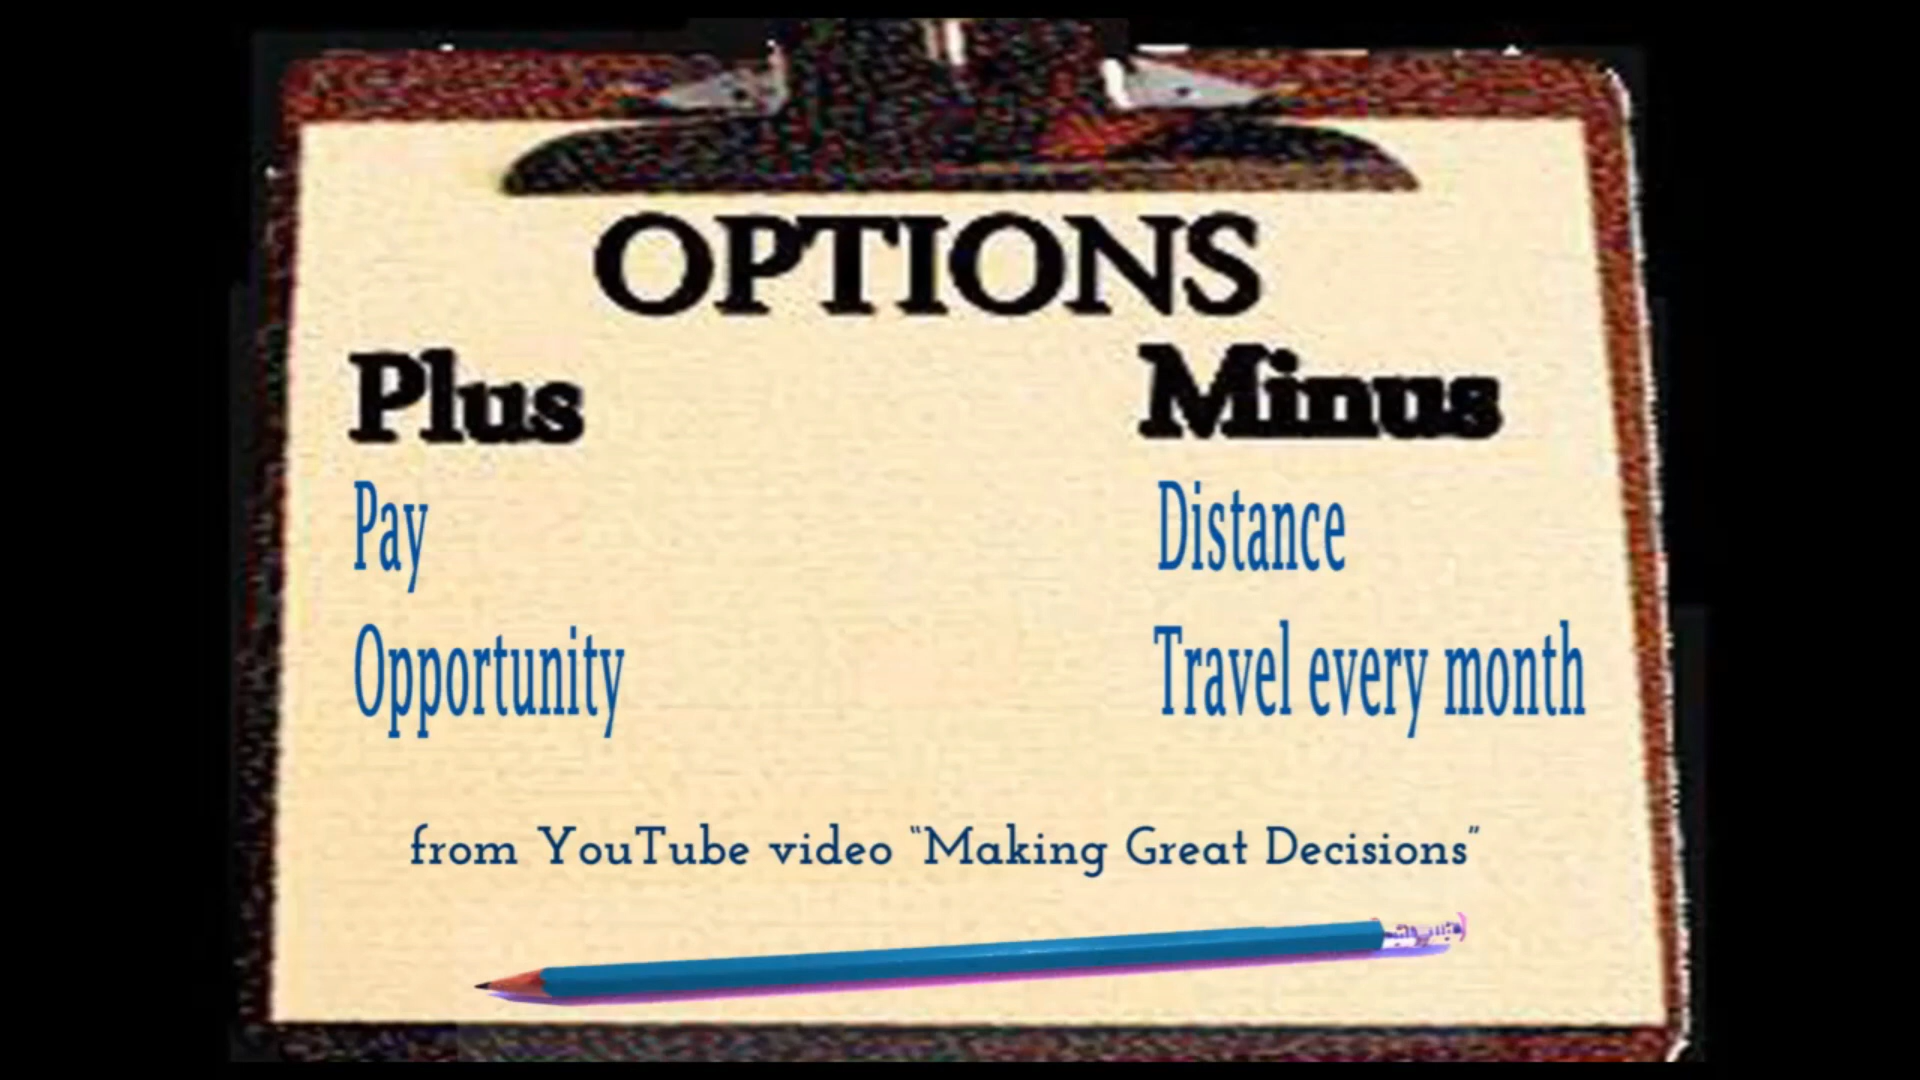 OPTIONS
Plus
Minus
Pay
Distance
Opportunity
Travel every month
from YouTube video “Making Great Decisions”